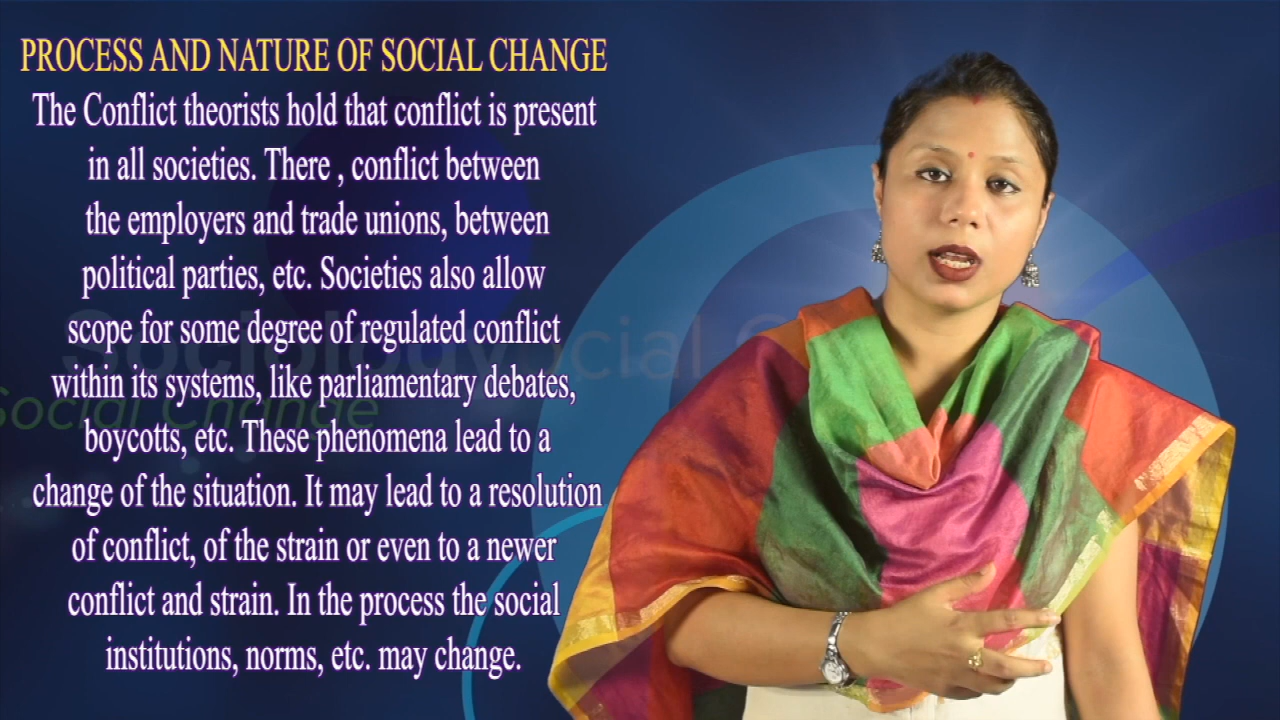 PROCESS AND NATURE OF SOCIAL CHANGE
The Conflict theorists hold that conflict is present
in all societies. There , conflict between
the employers and trade unions, between
political parties, etc. Societies also allow
scope for some degree of regulated conflict
within its systems, like parliamentary debates,
boycotts, etc. These phenomena lead to a
change of the situation. It may lead to a resolution
of conflict, of the strain or even to a newer
conflict and strain. In the process the social
institutions, norms, etc. may change.
Sociology
Social
Social Change